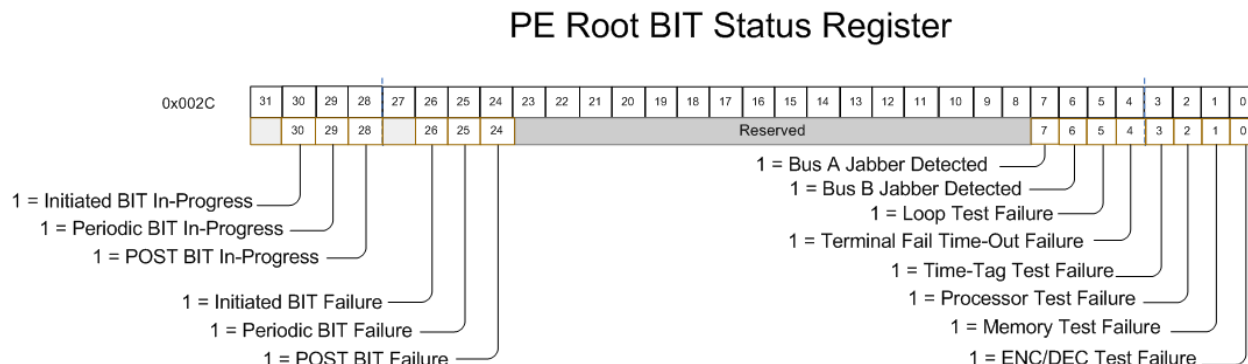 PE Root BIT Status Register
0x002C 31 30 29 28 27 26 25 24 23 22 21 20 19 18 17 16 15 14 13 12 11 10 9 8 7 6 5 4 3 2 1 0
30 29 28 26 25 24 Reserved 7 6 5 4 3 2 1 0
1 = Initiated BIT In-Progress
1 = Periodic BIT In-Progress
1 = POST BIT In-Progress
1 = Initiated BIT Failure
1 = Periodic BIT Failure
1 = POST BIT Failure
1 = Bus A Jabber Detected
1 = Bus B Jabber Detected
1 = Loop Test Failure
1 = Terminal Fail Time-Out Failure
1 = Time-Tag Test Failure
1 = Processor Test Failure
1 = Memory Test Failure
1 = ENC/DEC Test Failure